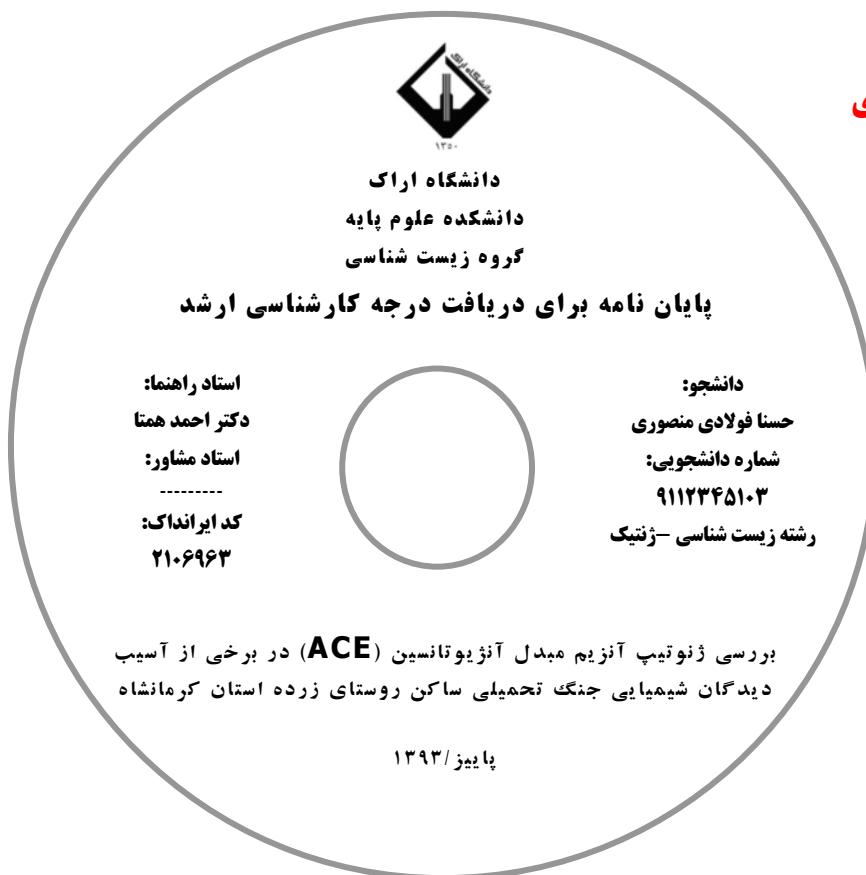 دانشگاه اراک
۱۳۵۰
دانشگاه اراک
دانشکده علوم پایه
گروه زیست شناسی
پایان نامه برای دریافت درجه کارشناسی ارشد
دانشجو:
حسنا فولادی منصوری
شماره دانشجویی:
۹۱۱۲۳۴۵۱۰۳
رشته زیست شناسی –ژنتیک
استاد راهنما:
دکتر احمد همتا
استاد مشاور:
---------
کد ایرانداک:
۲۱۰۶۹۶۳
بررسی ژنوتیپ آنزیم مبدل آنژیوتانسین (ACE) در برخی از آسیب
دیدگان شیمیایی جنگ تحمیلی ساکن روستای زرده استان کرمانشاه
پاییز/۱۳۹۳